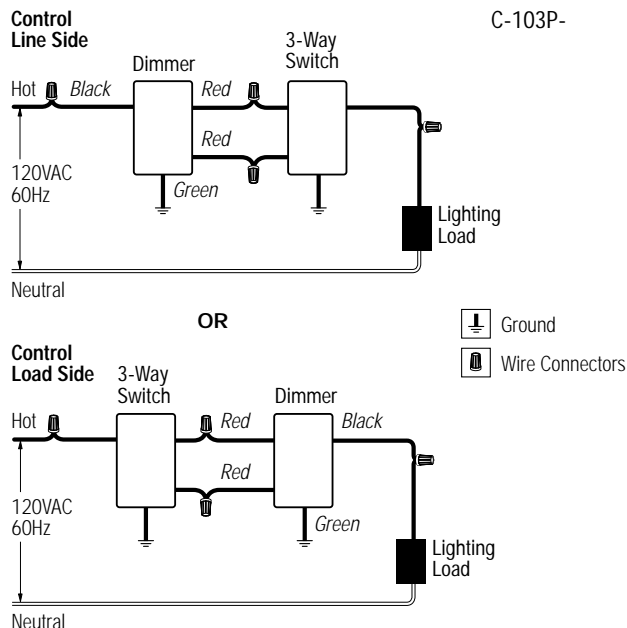 Control
Line Side
C-103P-
Dimmer
3-Way
Switch
Hot
Black
Red
Red
120VAC
60Hz
Green
Lighting
Load
Neutral
OR
Ground
Wire Connectors
Control
Load Side
3-Way
Switch
Dimmer
Hot
Red
Black
Red
120VAC
60Hz
Green
Lighting
Load
Neutral